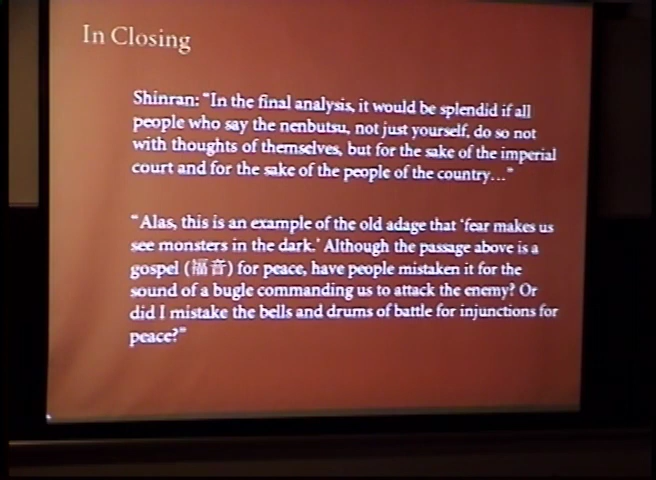 In Closing
Shinran: “In the final analysis, it would be splendid if all
people who say the nenbutsu, not just yourself, do so not
with thoughts of themselves, but for the sake of the imperial
court and for the sake of the people of the country…”
“Alas, this is an example of the old adage that ‘fear makes us
see monsters in the dark.’ Although the passage above is a
gospel (福音) for peace, have people mistaken it for the
sound of a bugle commanding us to attack the enemy? Or
did I mistake the bells and drums of battle for injunctions for
peace?”